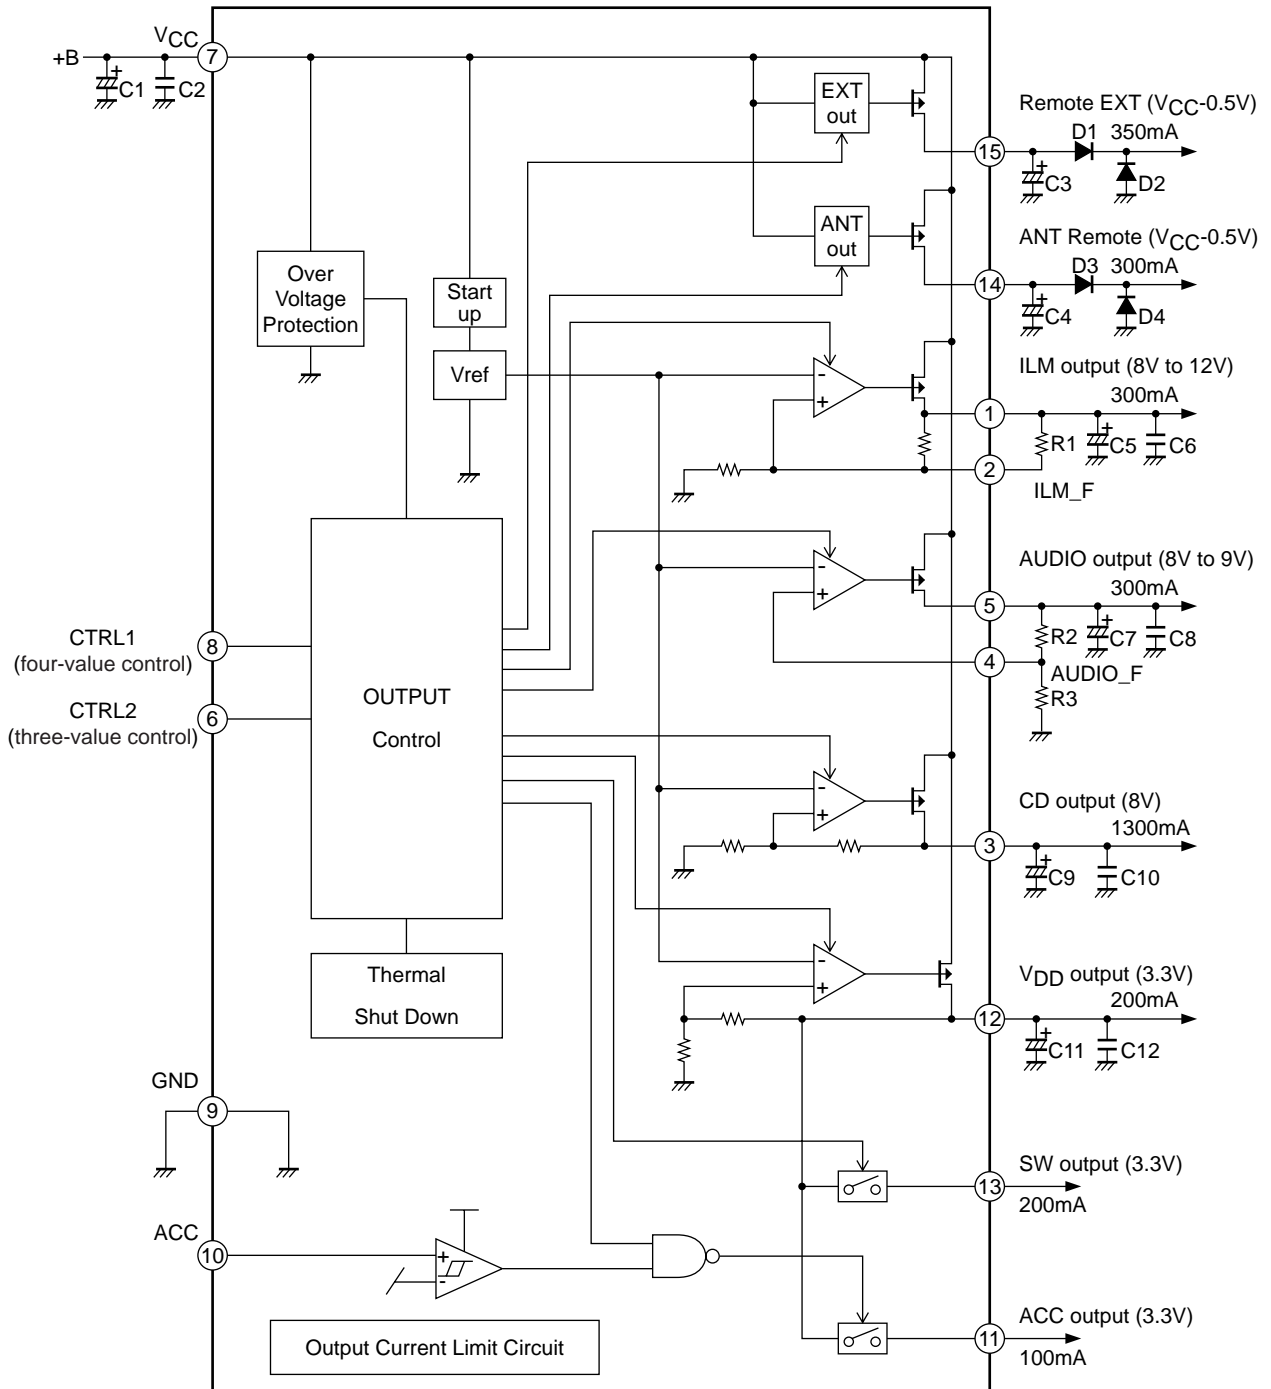 VCC
+B
7
+
C1
C2
EXT
out
Remote EXT (VCC-0.5V)
D1
350mA
15
+
C3
D2
ANT
out
ANT Remote (VCC-0.5V)
D3
300mA
14
+
C4
D4
Over
Voltage
Protection
Start
up
Vref
-
+
ILM output (8V to 12V)
300mA
1
R1
+
C5
C6
2
ILM_F
-
+
AUDIO output (8V to 9V)
300mA
5
R2
+
C7
C8
4
AUDIO_F
R3
CTRL1
(four-value control)
8
CTRL2
(three-value control)
6
OUTPUT
Control
-
+
CD output (8V)
1300mA
3
+
C9
C10
Thermal
Shut Down
-
+
VDD output (3.3V)
200mA
12
+
C11
C12
GND
9
SW output (3.3V)
13
200mA
ACC
10
+
-
ACC output (3.3V)
11
100mA
Output Current Limit Circuit